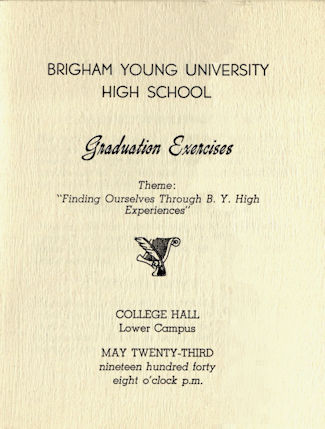 BRIGHAM YOUNG UNIVERSITY
HIGH SCHOOL
Graduation Exercises
Theme:
"Finding Ourselves Through B. Y. High
Experiences"
COLLEGE HALL
Lower Campus
MAY TWENTY-THIRD
nineteen hundred forty
eight o'clock p.m.